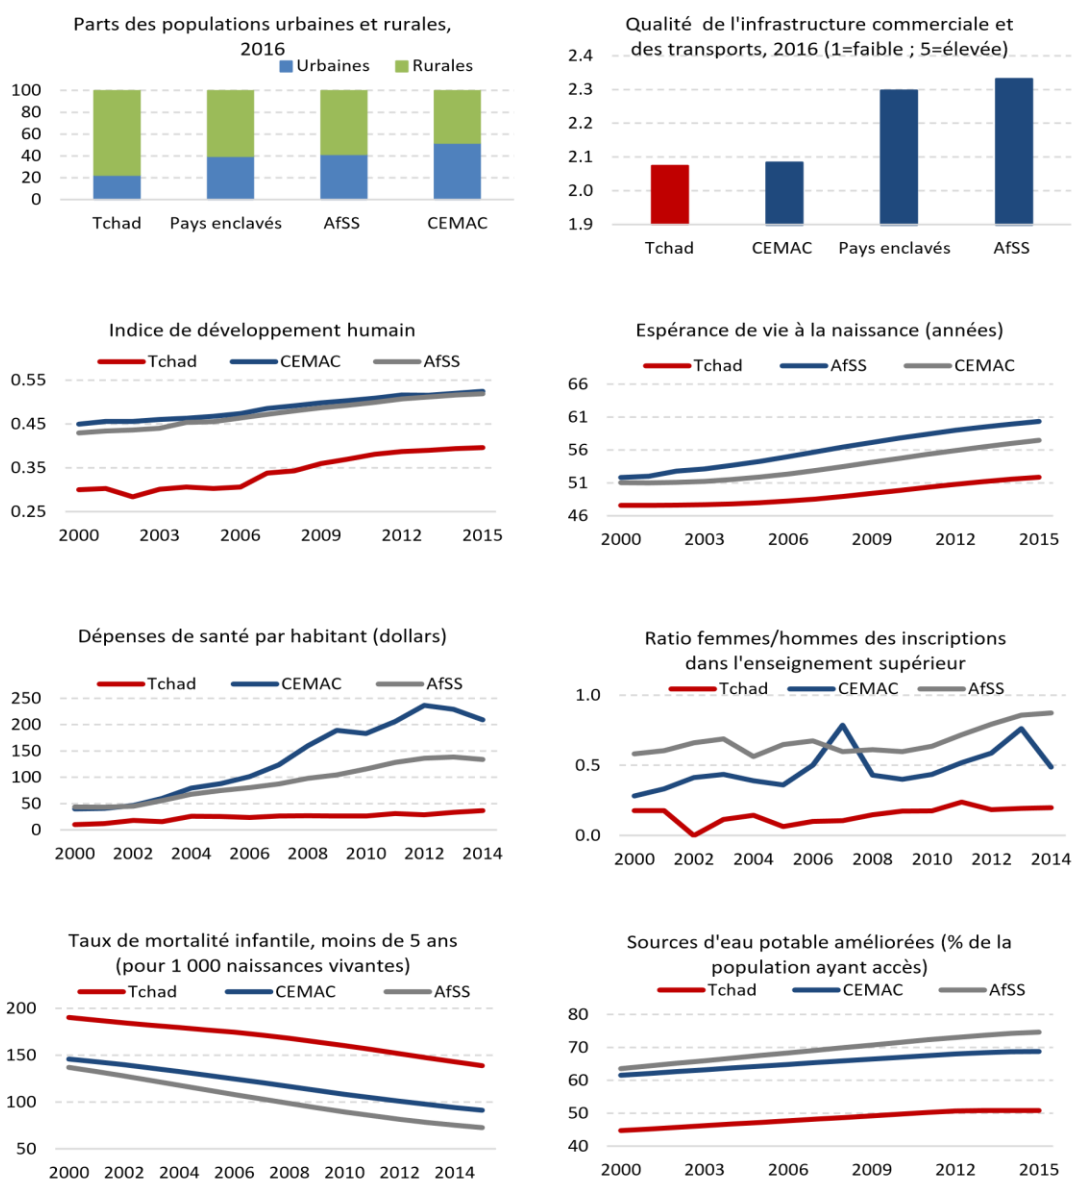 Parts des populations urbaines et rurales,
2016
Urbaines Rurales
100
80
60
40
20
0
Tchad Pays enclavés AfSS CEMAC
Qualité de l'infrastructure commerciale et
des transports, 2016 (1=faible ; 5=élevée)
2.4
2.3
2.2
2.1
2.0
1.9
Tchad CEMAC Pays enclavés AfSS
Indice de développement humain
Tchad CEMAC AfSS
0.55
0.45
0.35
0.25
2000 2003 2006 2009 2012 2015
Espérance de vie à la naissance (années)
Tchad AfSS CEMAC
66
61
56
51
46
2000 2003 2006 2009 2012 2015
Dépenses de santé par habitant (dollars)
Tchad CEMAC AfSS
250
200
150
100
50
0
2000 2002 2004 2006 2008 2010 2012 2014
Ratio femmes/hommes des inscriptions
dans l'enseignement supérieur
Tchad CEMAC AfSS
1.0
0.5
0.0
2000 2002 2004 2006 2008 2010 2012 2014
Taux de mortalité infantile, moins de 5 ans
(pour 1 000 naissances vivantes)
Tchad CEMAC AfSS
200
150
100
50
2000 2002 2004 2006 2008 2010 2012 2014
Sources d'eau potable améliorées (% de la
population ayant accès)
Tchad CEMAC AfSS
80
70
60
50
40
2000 2003 2006 2009 2012 2015